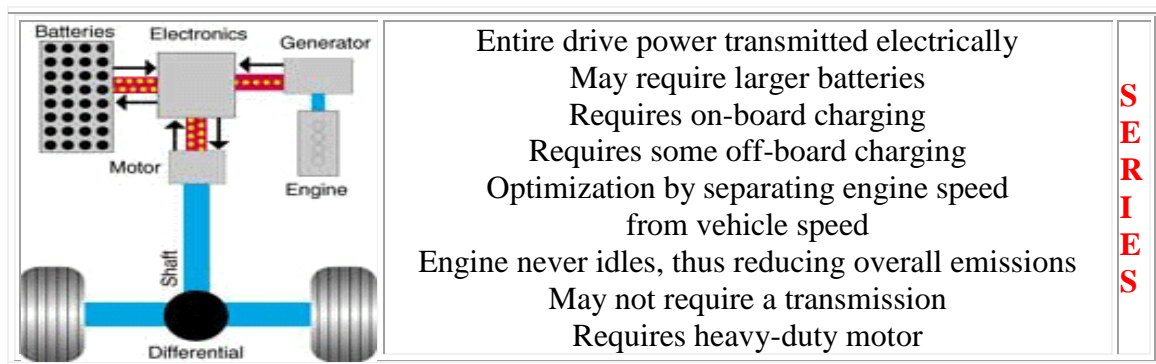 Batteries
Electronics
Generator
Motor
Engine
Shaft
Differential
Entire drive power transmitted electrically
May require larger batteries
Requires on-board charging
Requires some off-board charging
Optimization by separating engine speed
from vehicle speed
Engine never idles, thus reducing overall emissions
May not require a transmission
Requires heavy-duty motor
S
E
R
I
E
S